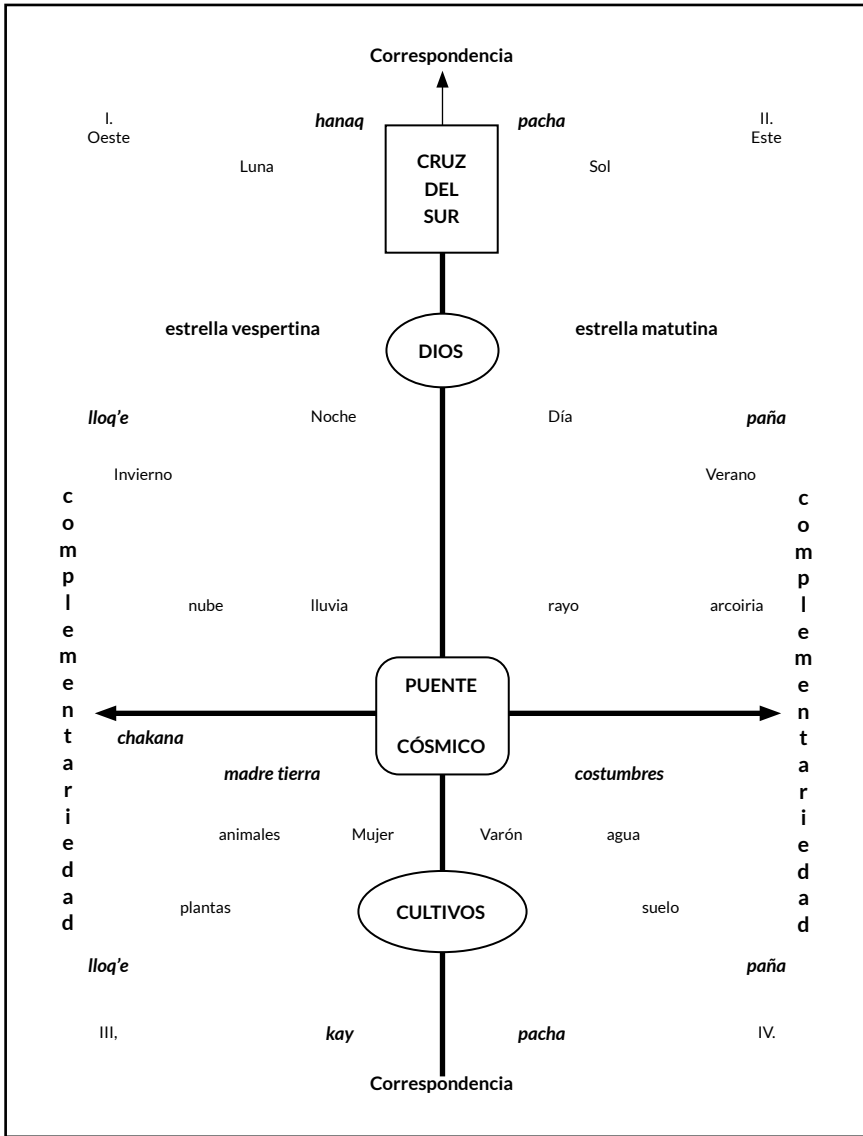 Correspondencia
I. hanaq pacha II.
Oeste Este
Luna CRUZ Sol
DEL
SUR
estrella vespertina estrella matutina
DIOS
lloq’e Noche Día paña
Invierno Verano
complementariedad
complementariedad
nube lluvia rayo arcoiria
PUENTE
CÓSMICO
chakana
madre tierra costumbres
animales Mujer Varón agua
plantas CULTIVOS suelo
lloq’e paña
III, kay pacha IV.
Correspondencia